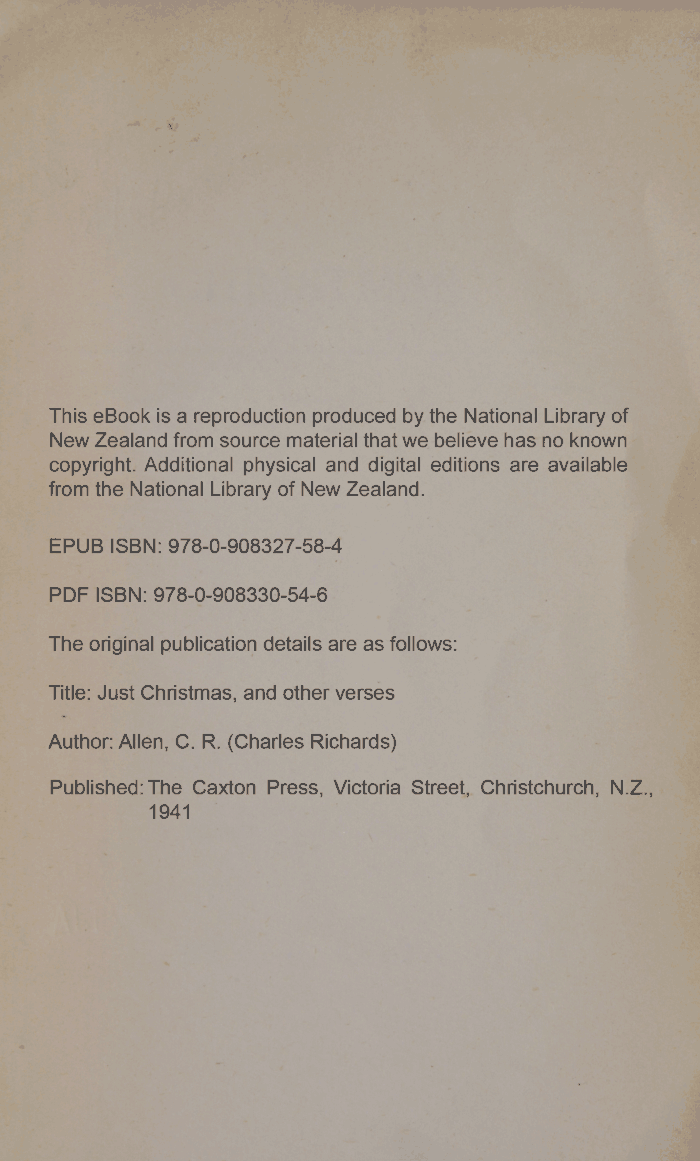 This eBook is a reproduction produced by the National Library of
New Zealand from source material that we believe has no known
copyright. Additional physical and digital editions are available
from the National Library of New Zealand.
EPUB ISBN: 978-0-908327-58-4
PDF ISBN: 978-0-908330-54-6
The original publication details are as follows:
Title: Just Christmas, and other verses
Author: Allen, C. R. (Charles Richards)
Published: The Caxton Press, Victoria Street, Christchurch, N.Z.,
1941